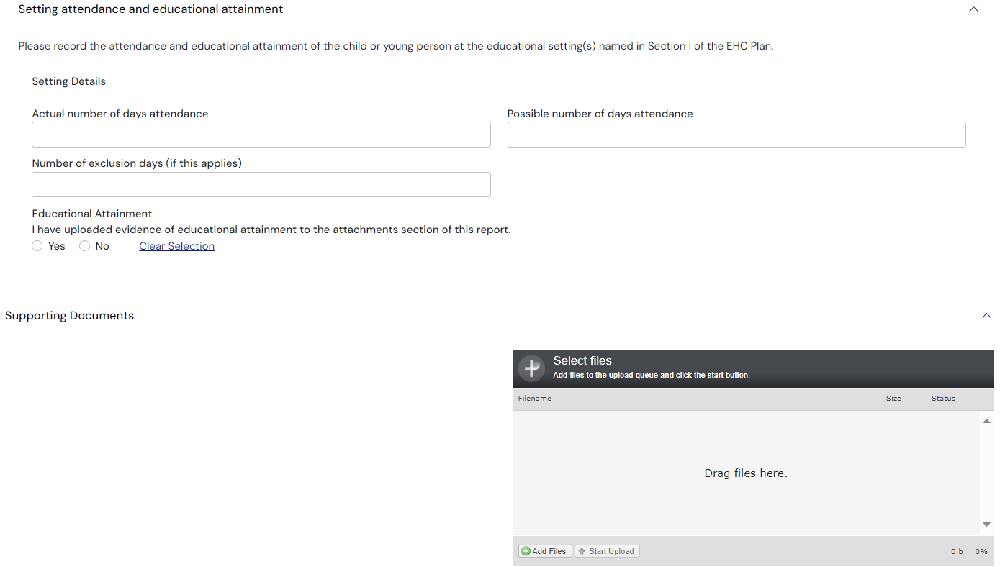 Setting attendance and educational attainment
Please record the attendance and educational attainment of the child or young person at the educational setting(s) named in Section I of the EHC Plan.
Setting Details
Actual number of days attendance
Possible number of days attendance
Number of exclusion days (if this applies)
Educational Attainment
I have uploaded evidence of educational attainment to the attachments section of this report.
Yes No Clear Selection
Supporting Documents
Select files
Add files to the upload queue and click the start button.
Filename Size Status
Drag files here.
Add Files Start Upload 0 b 0%